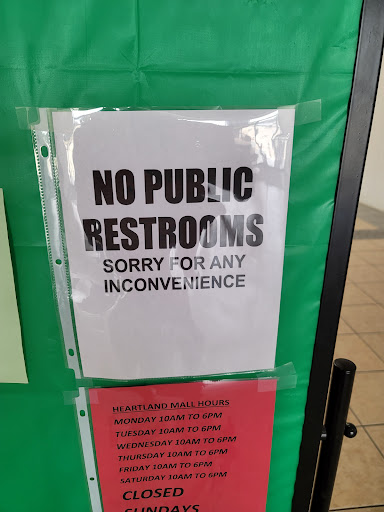 NO PUBLIC
RESTROOMS
SORRY FOR ANY
INCONVENIENCE
HEARTLAND MALL HOURS
MONDAY 10AM TO 6PM
TUESDAY 10AM TO 6PM
WEDNESDAY 10AM TO 6PM
THURSDAY 10AM TO 6PM
FRIDAY 10AM TO 6PM
SATURDAY 10AM TO 6PM
CLOSED
SUNDAYS